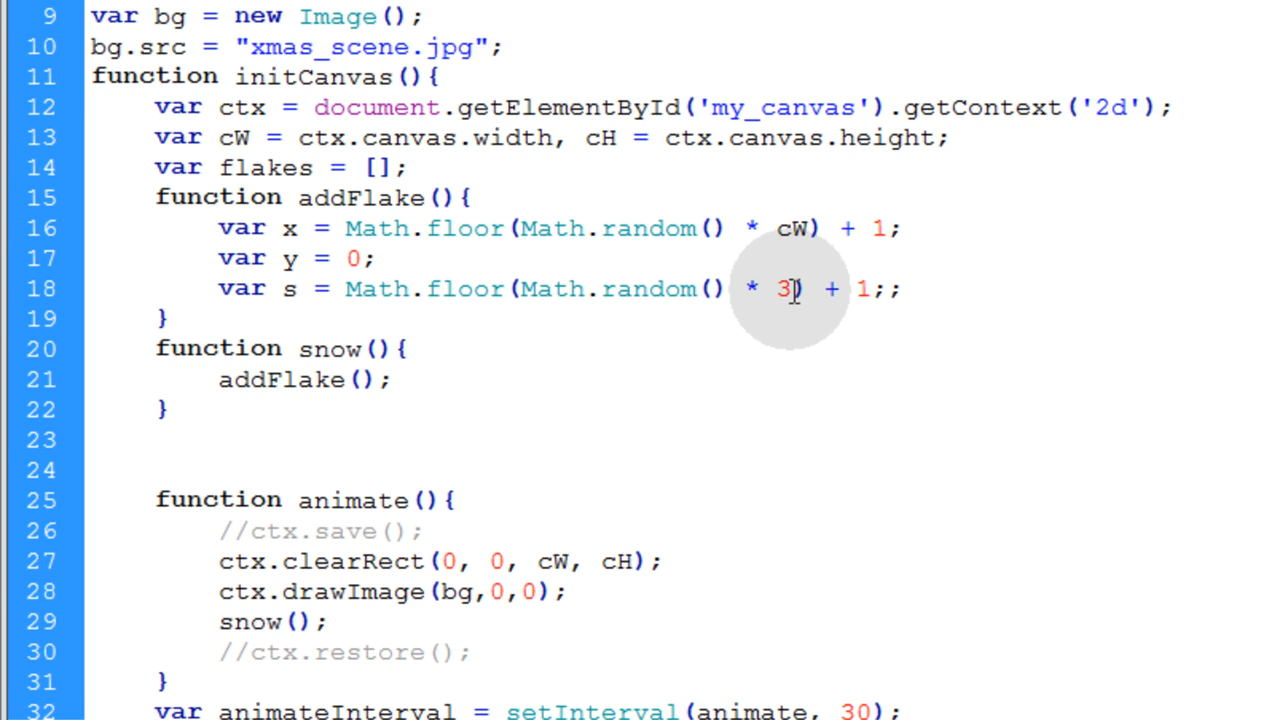 9 var bg = new Image();
10 bg.src = "xmas_scene.jpg";
11 function initCanvas(){
12 var ctx = document.getElementById('my_canvas').getContext('2d');
13 var cW = ctx.canvas.width, cH = ctx.canvas.height;
14 var flakes = [];
15 function addFlake(){
16 var x = Math.floor(Math.random() * cW) + 1;
17 var y = 0;
18 var s = Math.floor(Math.random() * 3) + 1;;
19 }
20 function snow(){
21 addFlake();
22 }
23
24
25 function animate(){
26 //ctx.save();
27 ctx.clearRect(0, 0, cW, cH);
28 ctx.drawImage(bg,0,0);
29 snow();
30 //ctx.restore();
31 }
32 var animateInterval = setInterval(animate, 30);